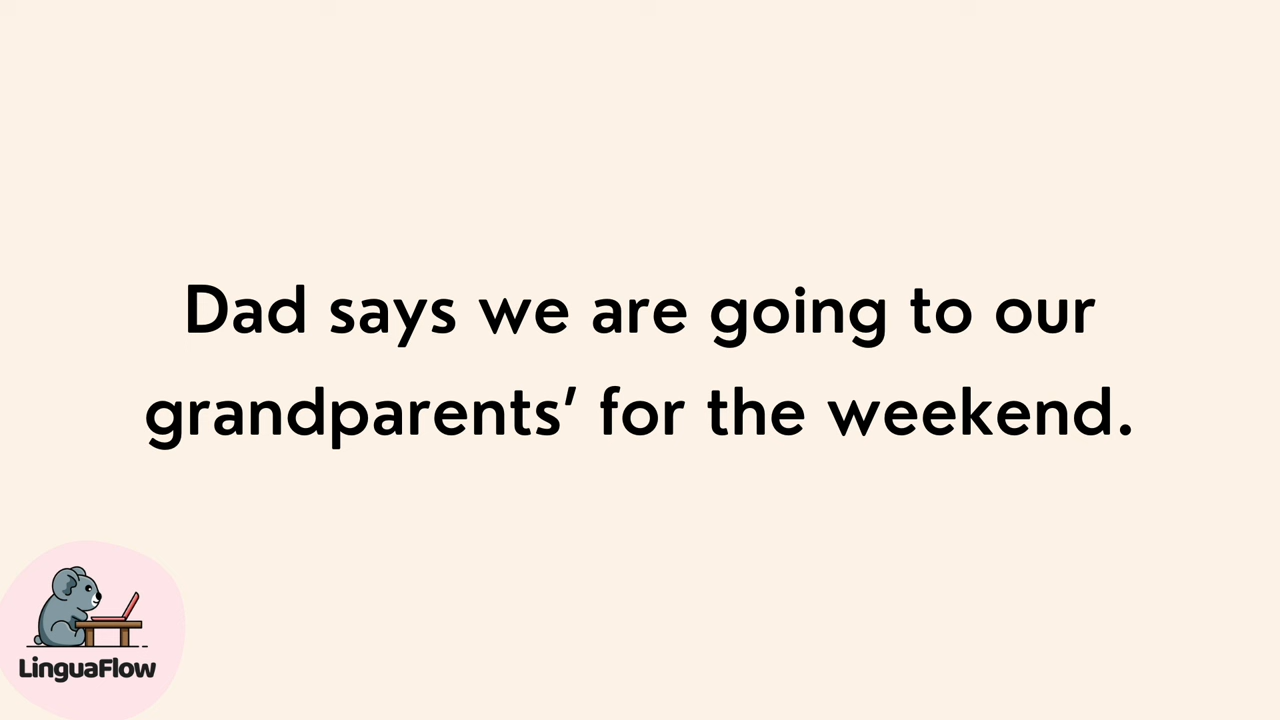 Dad says we are going to our
grandparents’ for the weekend.
LinguaFlow